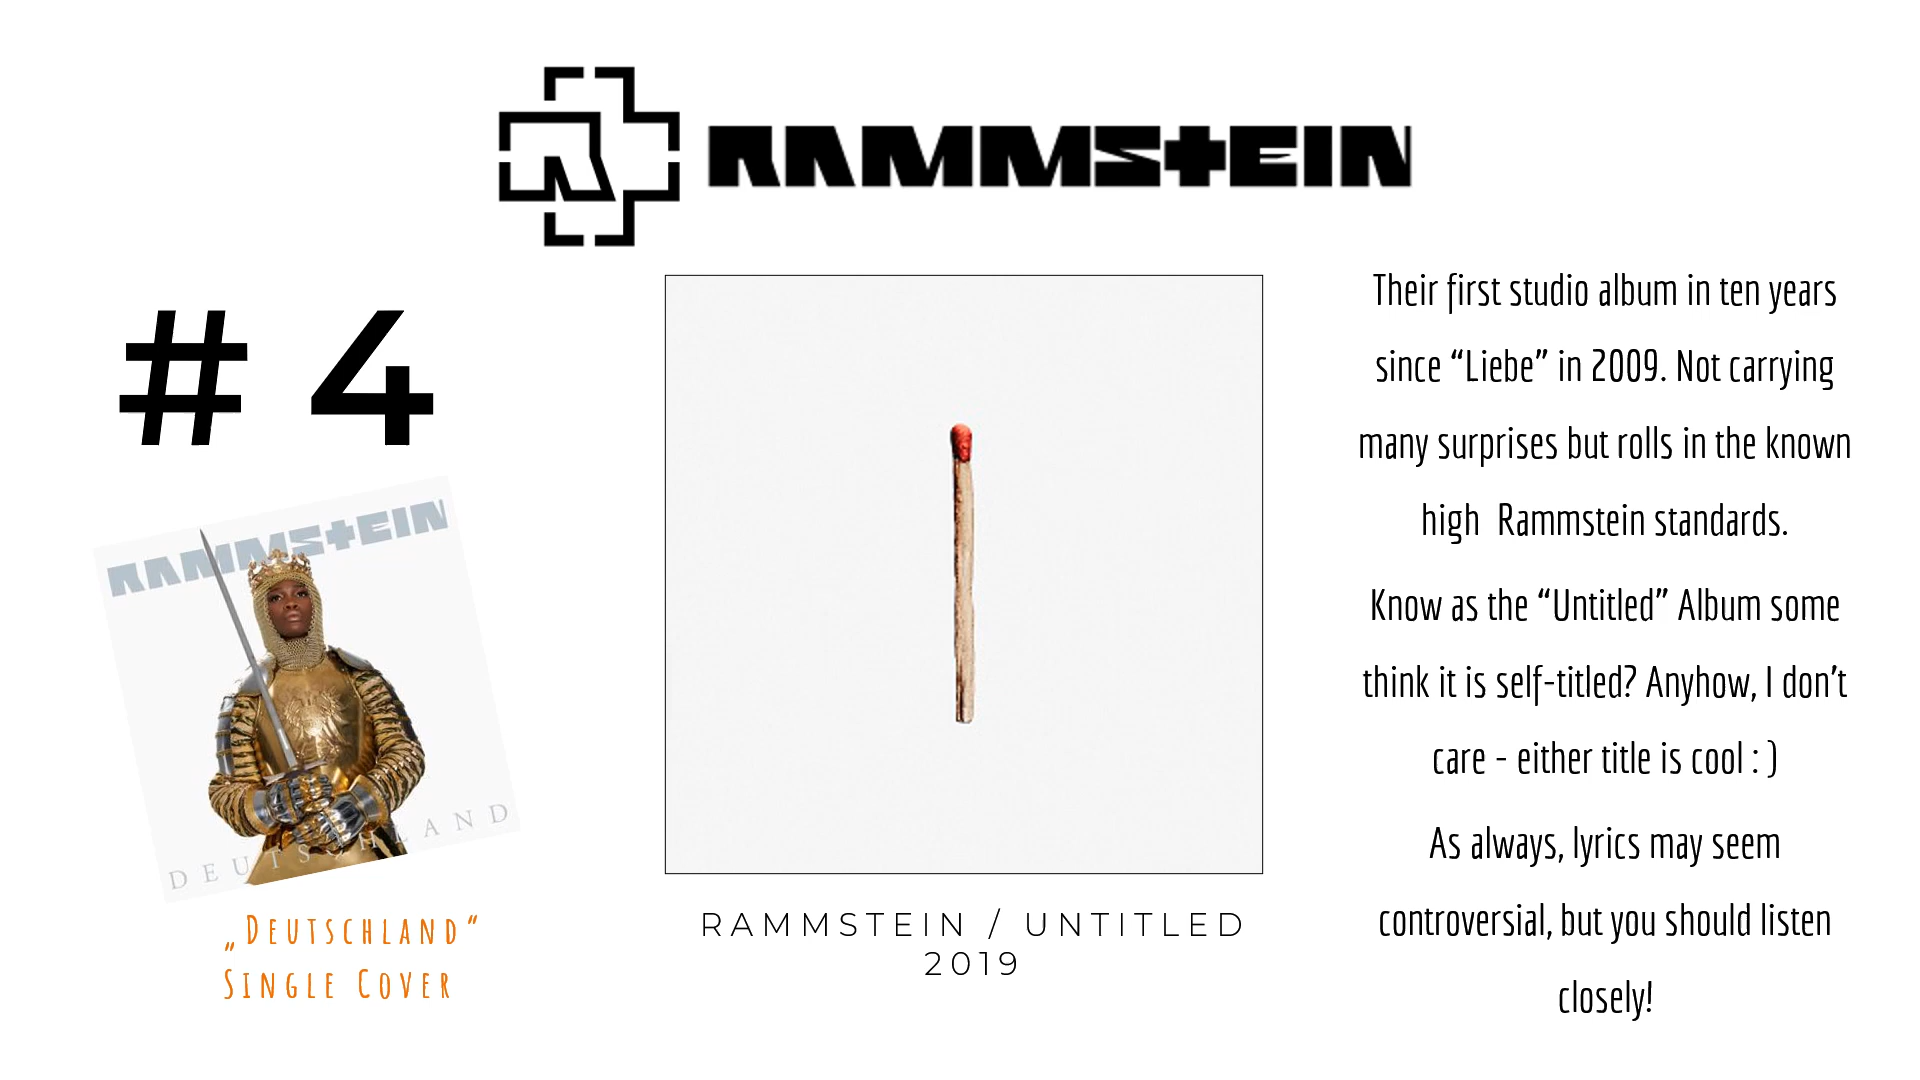 RAMMSTEIN
# 4
RAMMSTEIN
DEUTSCHLAND
„Deutschland“
Single Cover
RAMMSTEIN / UNTITLED
2019
Their first studio album in ten years
since “Liebe” in 2009. Not carrying
many surprises but rolls in the known
high Rammstein standards.
Know as the “Untitled” Album some
think it is self-titled? Anyhow, I don’t
care - either title is cool : )
As always, lyrics may seem
controversial, but you should listen
closely!